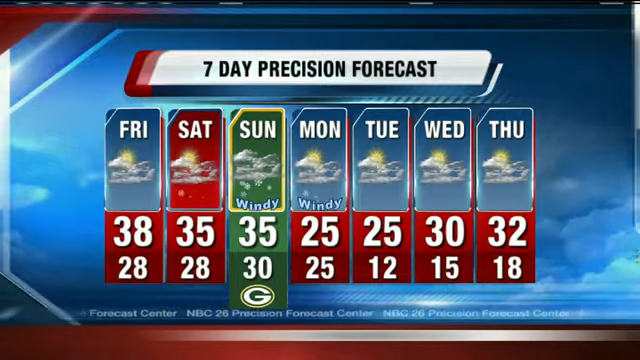 7 DAY PRECISION FORECAST
FRI SAT SUN MON TUE WED THU
Windy Windy
38 35 35 25 25 30 32
28 28 30 25 12 15 18
G
Forecast Center NBC 26 Precision Forecast Center NBC 26 Precision Forecast Center